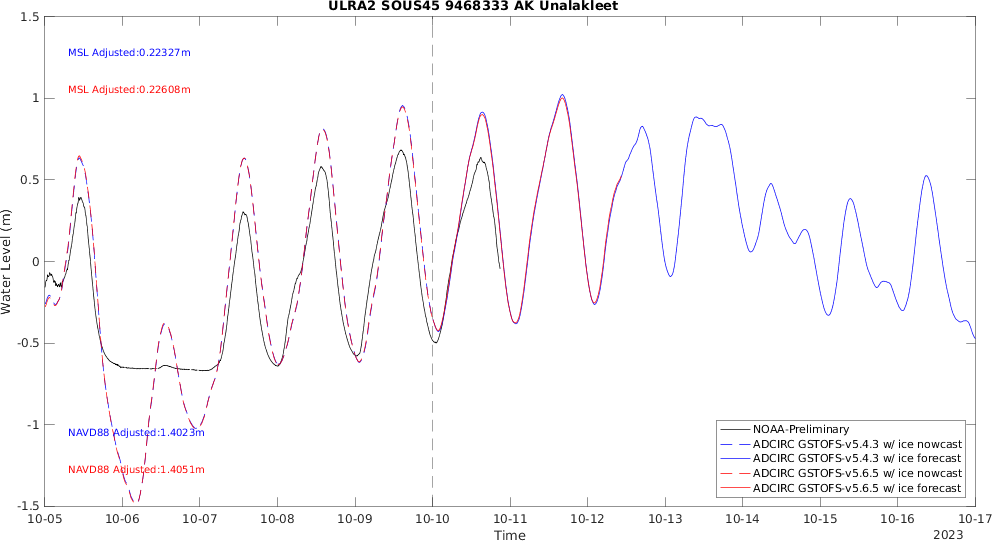 ULRA2 SOUS45 9468333 AK Unalakleet
1.5
1
0.5
0
-0.5
-1
-1.5
Water Level (m)
MSL Adjusted:0.22327m
MSL Adjusted:0.22608m
NAVD88 Adjusted:1.4023m
NAVD88 Adjusted:1.4051m
NOAA-Preliminary
ADCIRC GSTOFS-v5.4.3 w/ ice nowcast
ADCIRC GSTOFS-v5.4.3 w/ ice forecast
ADCIRC GSTOFS-v5.6.5 w/ ice nowcast
ADCIRC GSTOFS-v5.6.5 w/ ice forecast
10-05 10-06 10-07 10-08 10-09 10-10 10-11 10-12 10-13 10-14 10-15 10-16 10-17
Time
2023